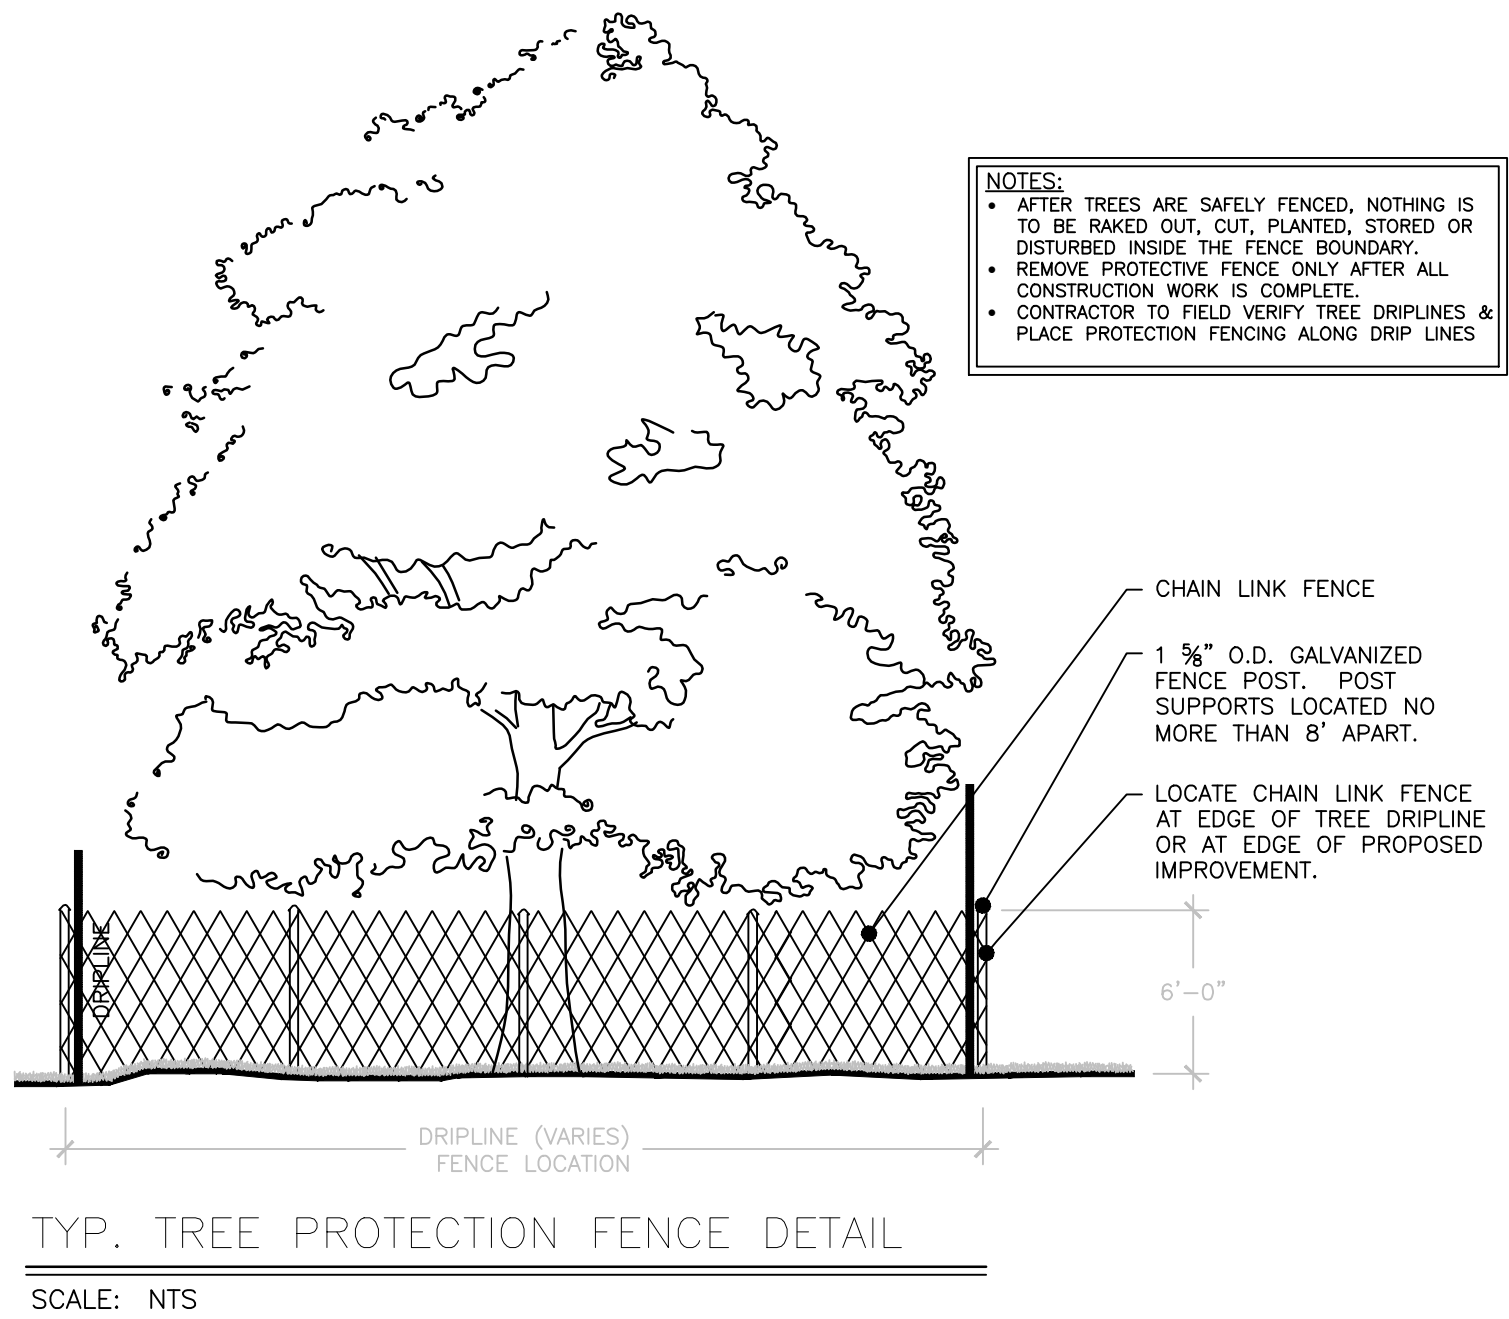 NOTES:
• AFTER TREES ARE SAFELY FENCED, NOTHING IS
TO BE RAKED OUT, CUT, PLANTED, STORED OR
DISTURBED INSIDE THE FENCE BOUNDARY.
• REMOVE PROTECTIVE FENCE ONLY AFTER ALL
CONSTRUCTION WORK IS COMPLETE.
• CONTRACTOR TO FIELD VERIFY TREE DRIPLINES &
PLACE PROTECTION FENCING ALONG DRIP LINES
CHAIN LINK FENCE
1 ⅝" O.D. GALVANIZED
FENCE POST. POST
SUPPORTS LOCATED NO
MORE THAN 8' APART.
LOCATE CHAIN LINK FENCE
AT EDGE OF TREE DRIPLINE
OR AT EDGE OF PROPOSED
IMPROVEMENT.
DRIPLINE
6'-0"
DRIPLINE (VARIES)
FENCE LOCATION
TYP. TREE PROTECTION FENCE DETAIL
SCALE: NTS